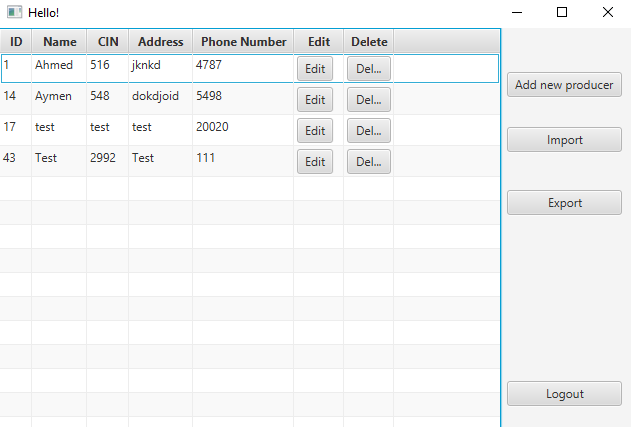 Hello!
ID Name CIN Address Phone Number Edit Delete
1 Ahmed 516 jknkd 4787 Edit Del...
14 Aymen 548 dokdjoid 5498 Edit Del...
17 test test test 20020 Edit Del...
43 Test 2992 Test 111 Edit Del...
Add new producer
Import
Export
Logout